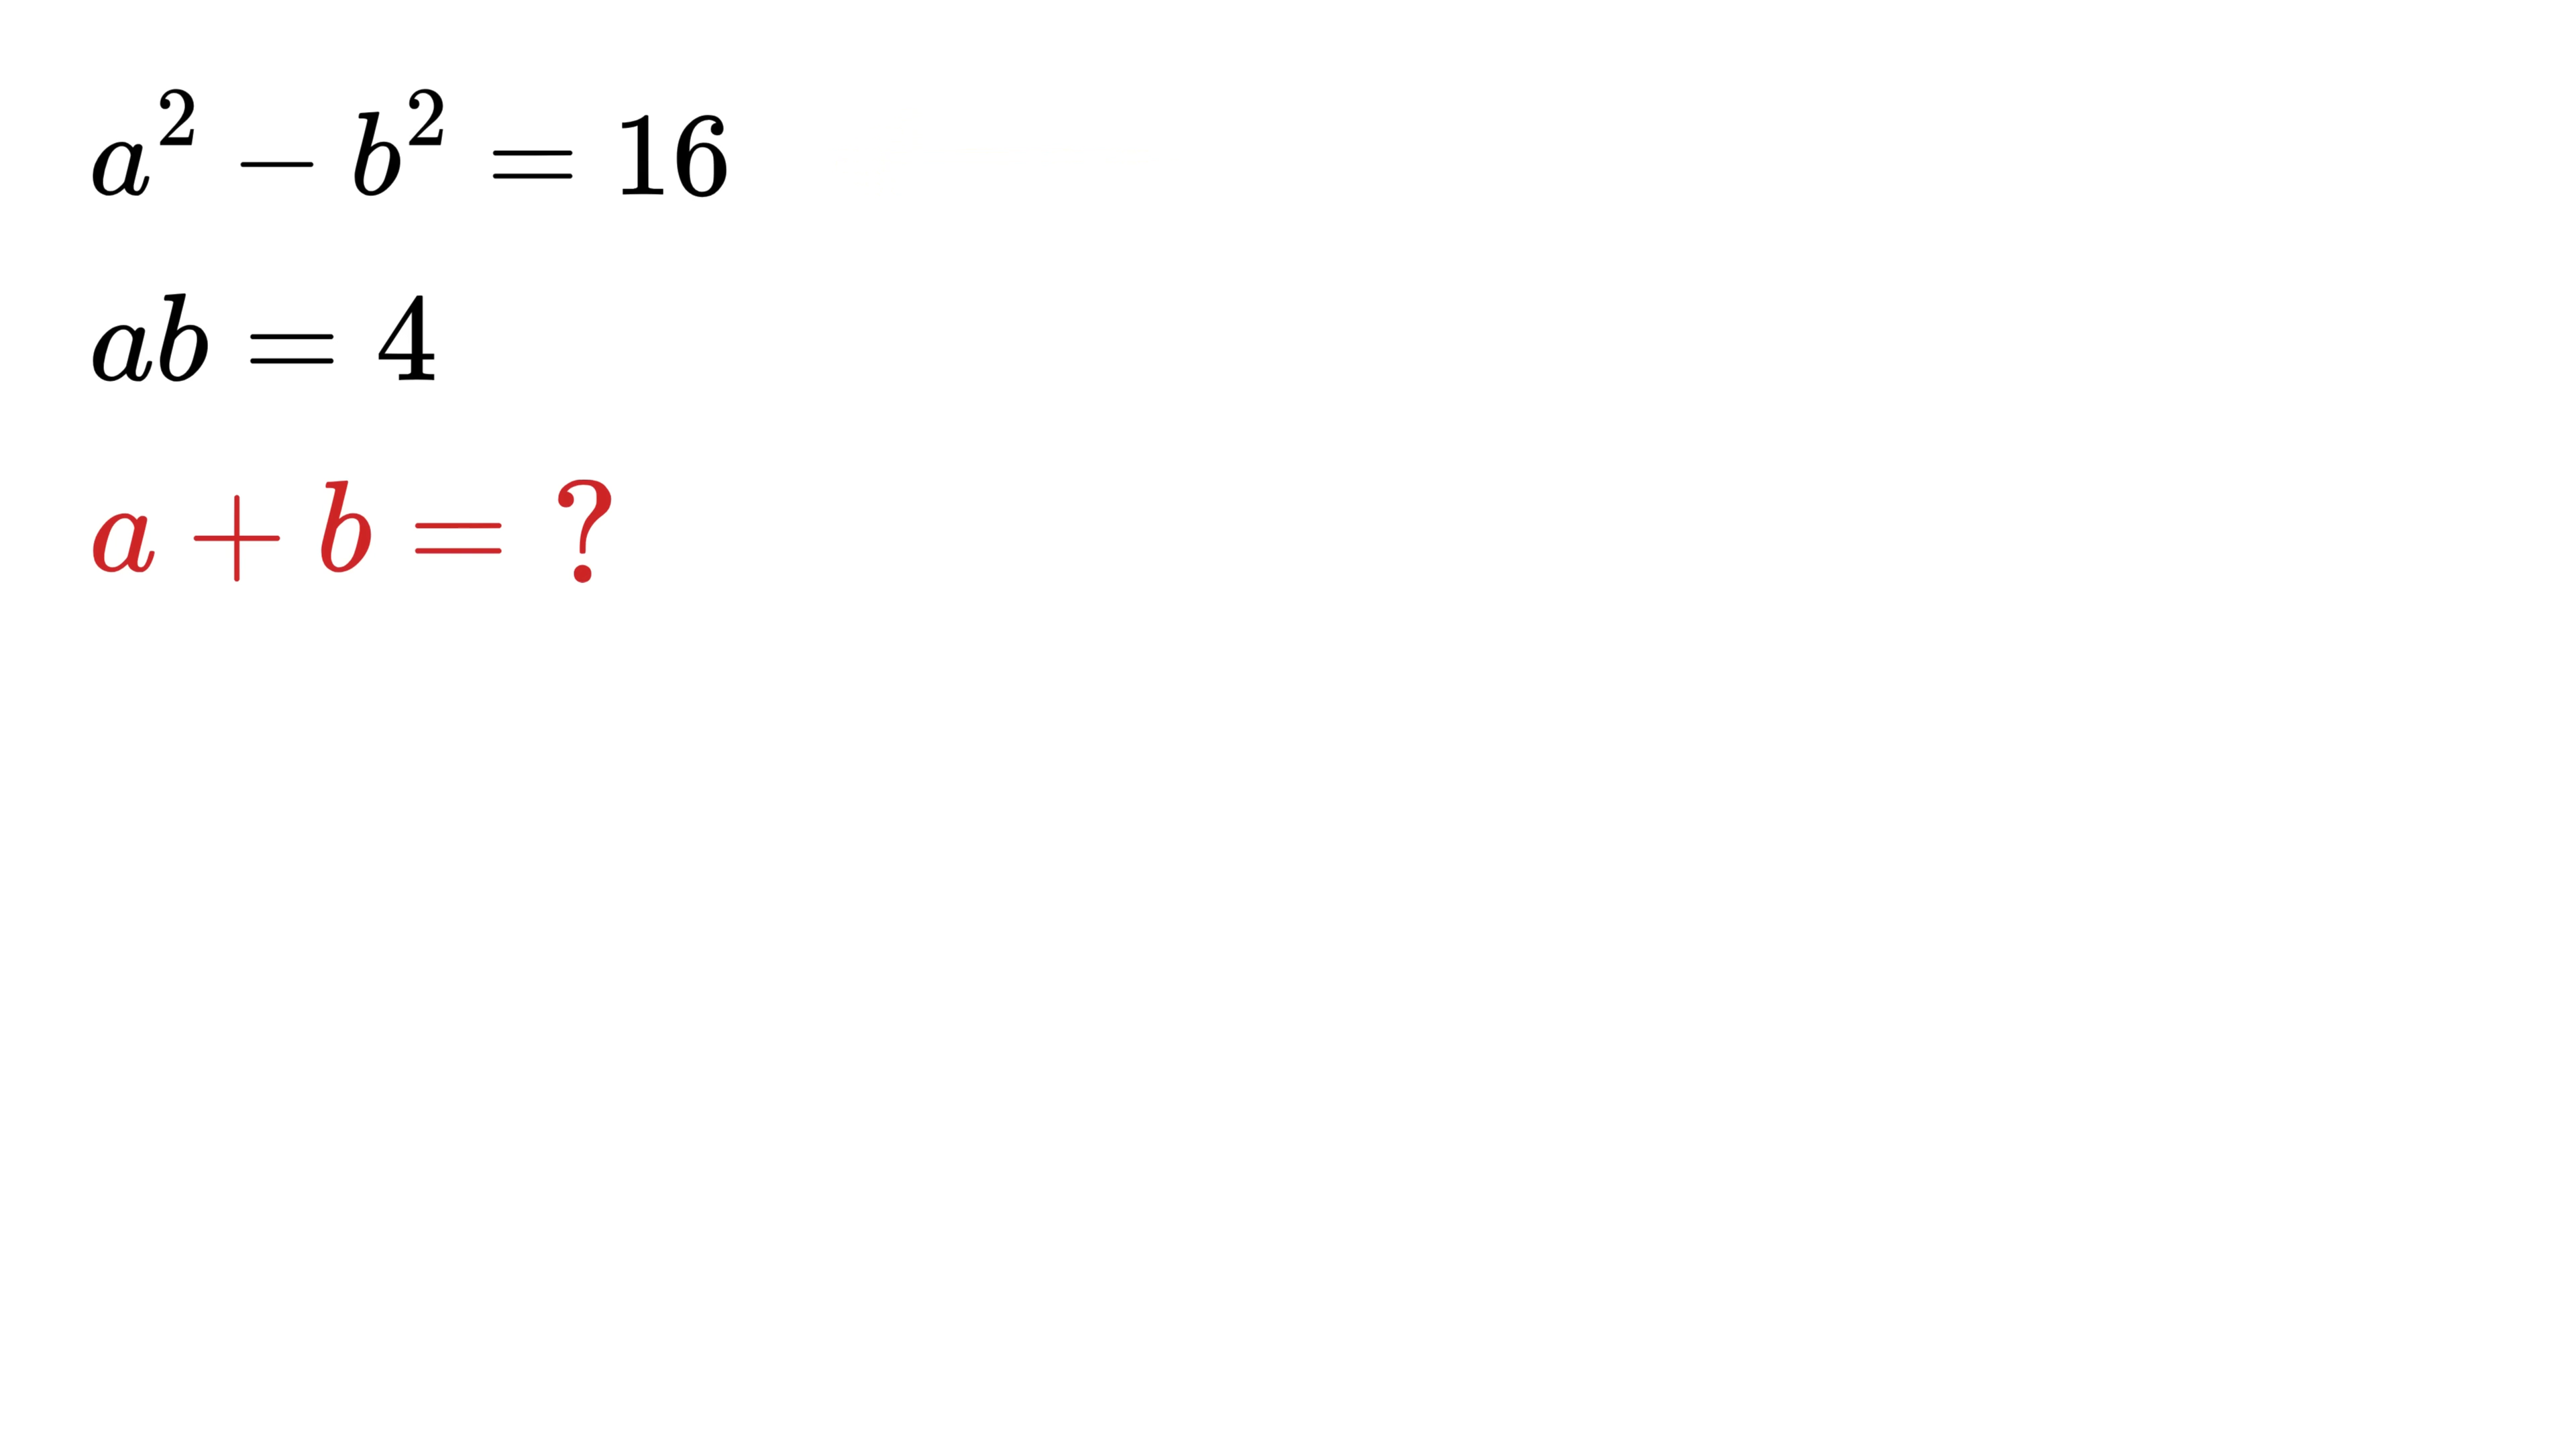 a² − b² = 16
ab = 4
a + b = ?